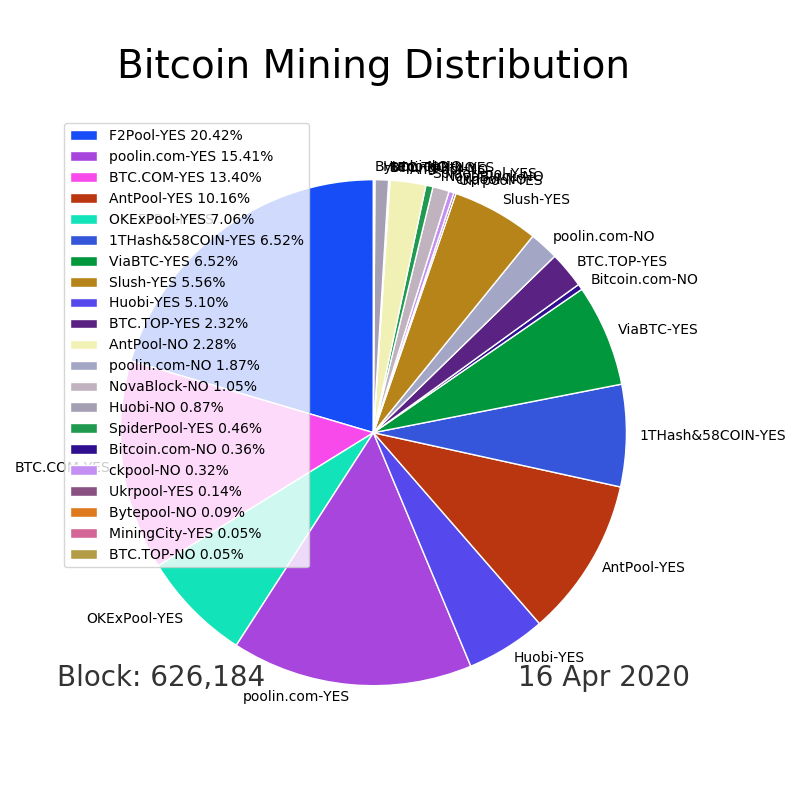 Bitcoin Mining Distribution
F2Pool-YES 20.42%
poolin.com-YES 15.41%
BTC.COM-YES 13.40%
AntPool-YES 10.16%
OKExPool-YES 7.06%
1THash&58COIN-YES 6.52%
ViaBTC-YES 6.52%
Slush-YES 5.56%
Huobi-YES 5.10%
BTC.TOP-YES 2.32%
AntPool-NO 2.28%
poolin.com-NO 1.87%
NovaBlock-NO 1.05%
Huobi-NO 0.87%
SpiderPool-YES 0.46%
Bitcoin.com-NO 0.36%
ckpool-NO 0.32%
Ukrpool-YES 0.14%
Bytepool-NO 0.09%
MiningCity-YES 0.05%
BTC.TOP-NO 0.05%
Slush-YES
poolin.com-NO
BTC.TOP-YES
Bitcoin.com-NO
ViaBTC-YES
1THash&58COIN-YES
AntPool-YES
Huobi-YES
poolin.com-YES
OKExPool-YES
BTC.COM-YES
Block: 626,184
16 Apr 2020